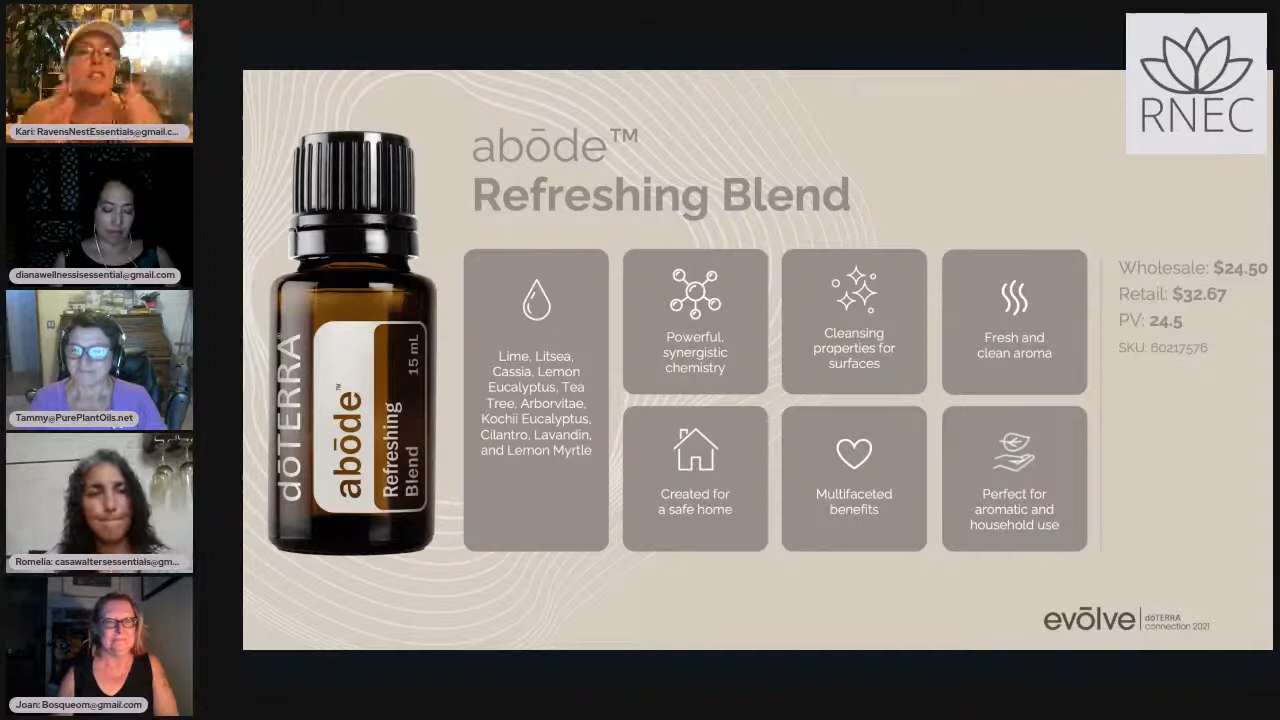 Kari: RavensNestEssentials@gmail.c...
dianawellnessisessential@gmail.com
Tammy@PurePlantOils.net
Romelia: casawaltersessentials@gm...
Joan: Bosqueom@gmail.com
RNEC
abōde™
Refreshing Blend
dōTERRA®
abōde™
Refreshing
Blend
15 mL
Lime, Litsea,
Cassia, Lemon
Eucalyptus, Tea
Tree, Arborvitae,
Kochii Eucalyptus,
Cilantro, Lavandin,
and Lemon Myrtle
Powerful,
synergistic
chemistry
Cleansing
properties for
surfaces
Fresh and
clean aroma
Created for
a safe home
Multifaceted
benefits
Perfect for
aromatic and
household use
Wholesale: $24.50
Retail: $32.67
PV: 24.5
SKU: 60217576
evōlve
dōTERRA
connection 2021